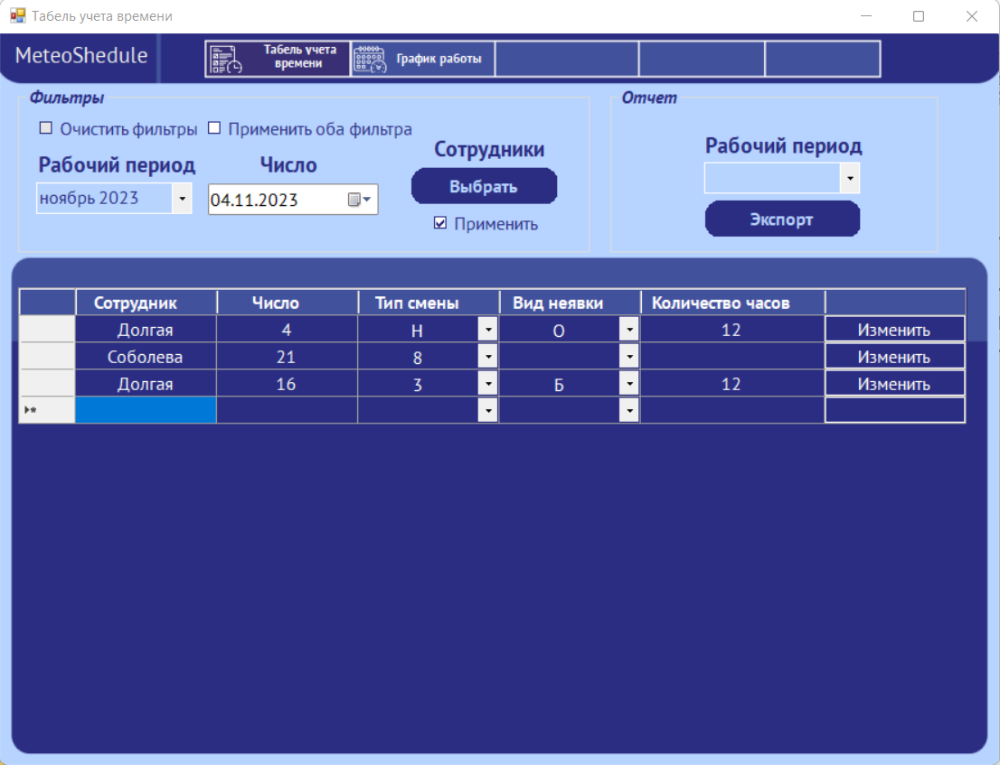 Табель учета времени
MeteoShedule
Табель учета
времени
График работы
Фильтры
Очистить фильтры
Применить оба фильтра
Рабочий период
Число
Сотрудники
ноябрь 2023
04.11.2023
Выбрать
Применить
Отчет
Рабочий период
Экспорт
Сотрудник Число Тип смены Вид неявки Количество часов
Долгая 4 Н О 12 Изменить
Соболева 21 8 Изменить
Долгая 16 3 Б 12 Изменить